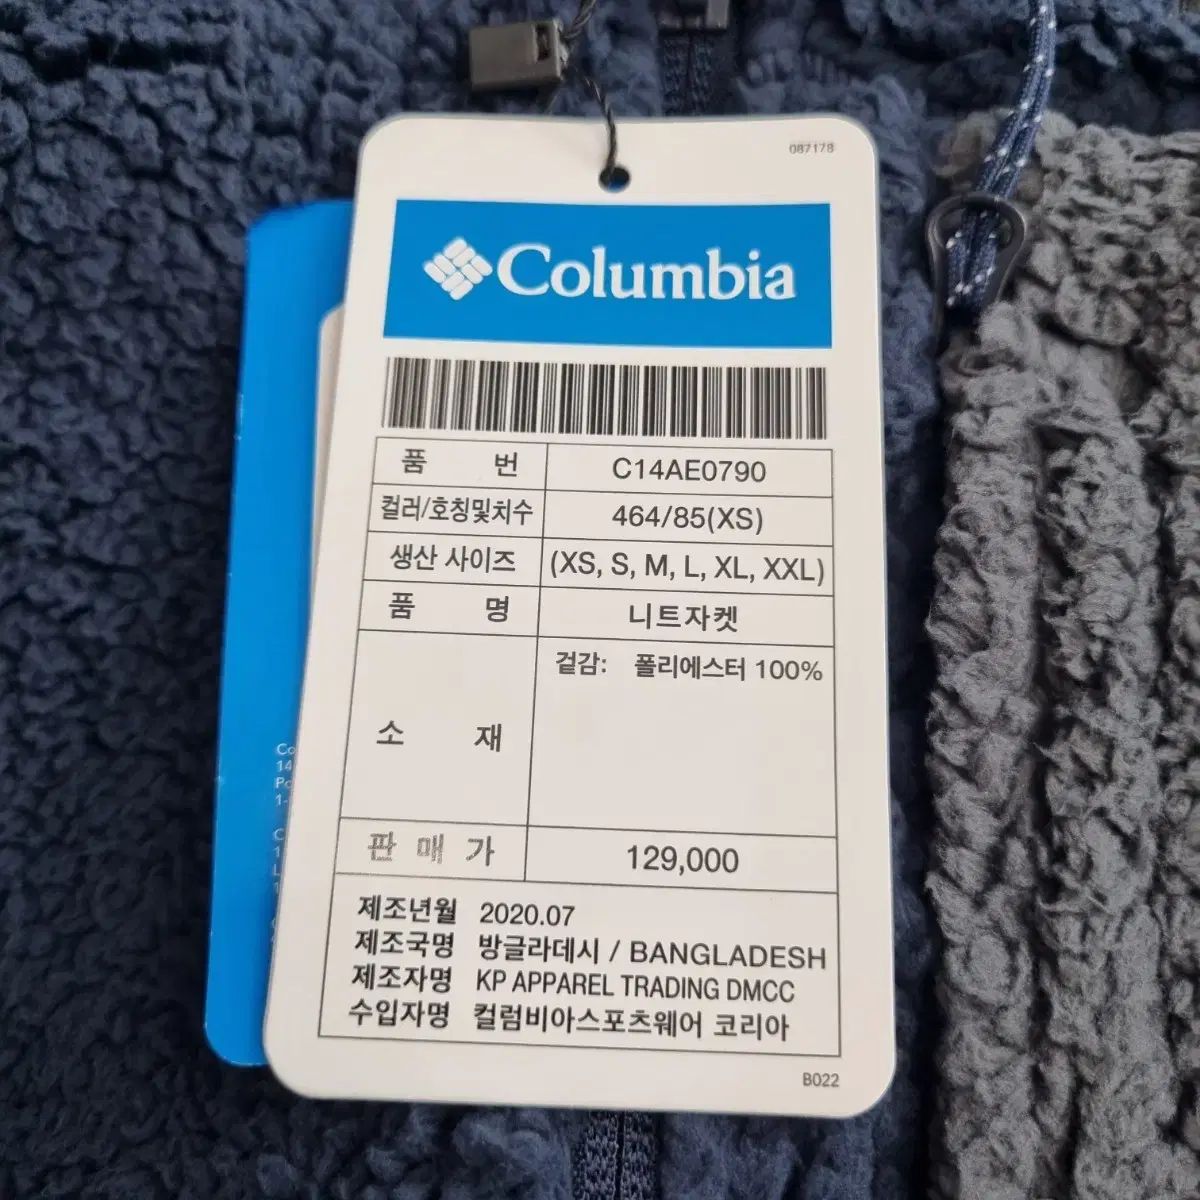 087178
Columbia
품 번 C14AE0790
컬러/호칭및치수 464/85(XS)
생산 사이즈 (XS, S, M, L, XL, XXL)
품 명 니트자켓
소 재 겉감: 폴리에스터 100%
판 매 가 129,000
제조년월 2020.07
제조국명 방글라데시 / BANGLADESH
제조자명 KP APPAREL TRADING DMCC
수입자명 컬럼비아스포츠웨어 코리아
B022